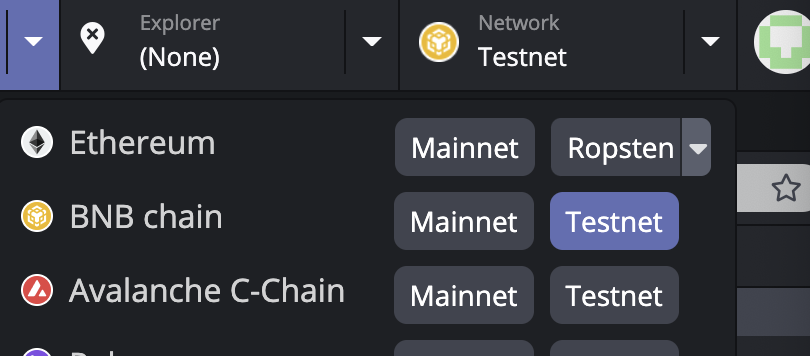 Explorer
(None)
Network
Testnet
Ethereum Mainnet Ropsten
BNB chain Mainnet Testnet
Avalanche C-Chain Mainnet Testnet